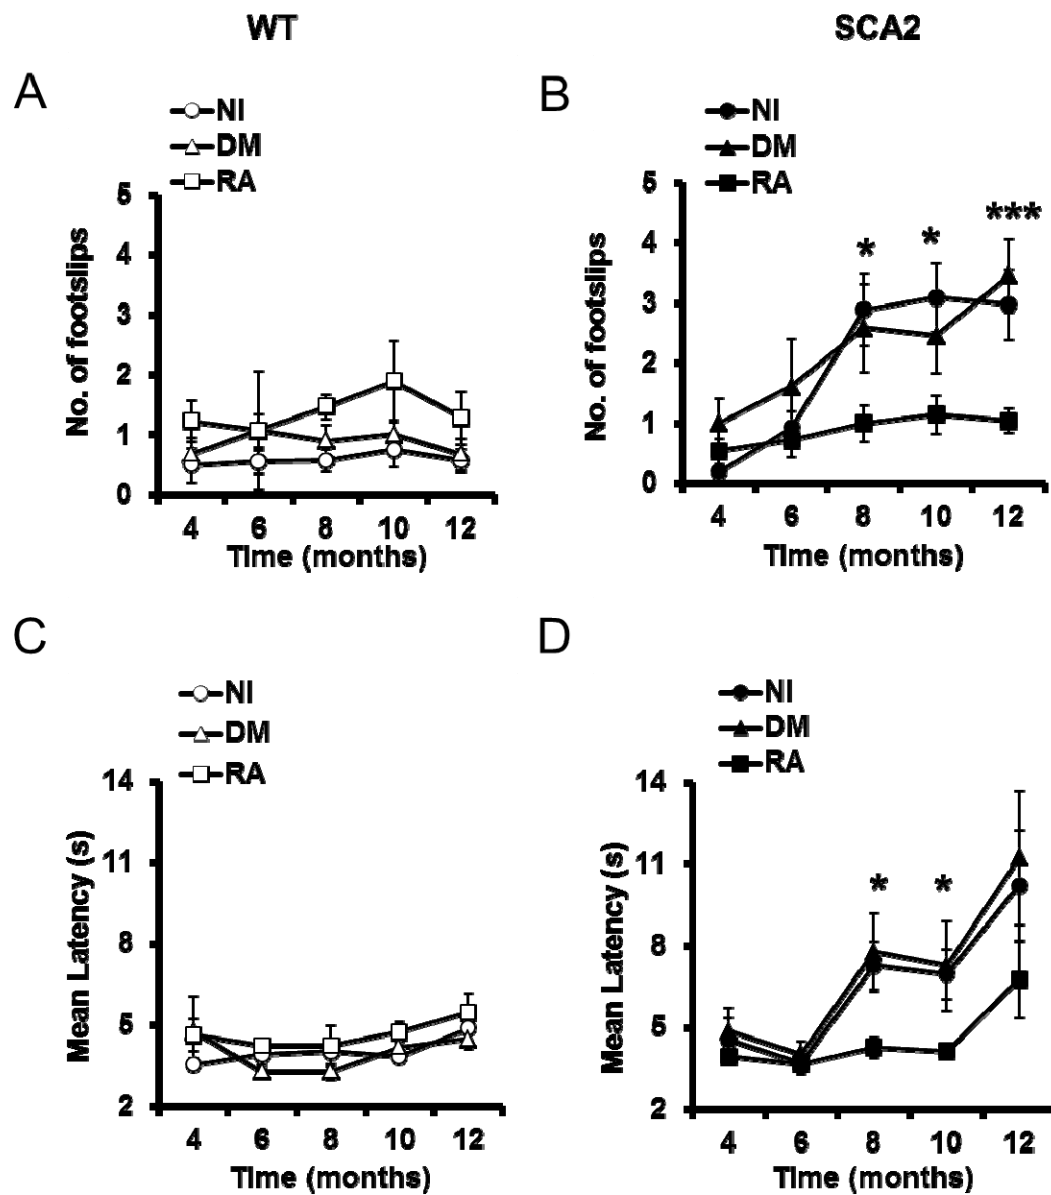 WT
SCA2
A
NI
DM
RA
5
4
3
2
1
0
No. of footslips
4 6 8 10 12
Time (months)
B
NI
DM
RA
5
4
3
2
1
0
No. of footslips
* * ***
4 6 8 10 12
Time (months)
C
NI
DM
RA
14
11
8
5
2
Mean Latency (s)
4 6 8 10 12
Time (months)
D
NI
DM
RA
14
11
8
5
2
Mean Latency (s)
* *
4 6 8 10 12
Time (months)